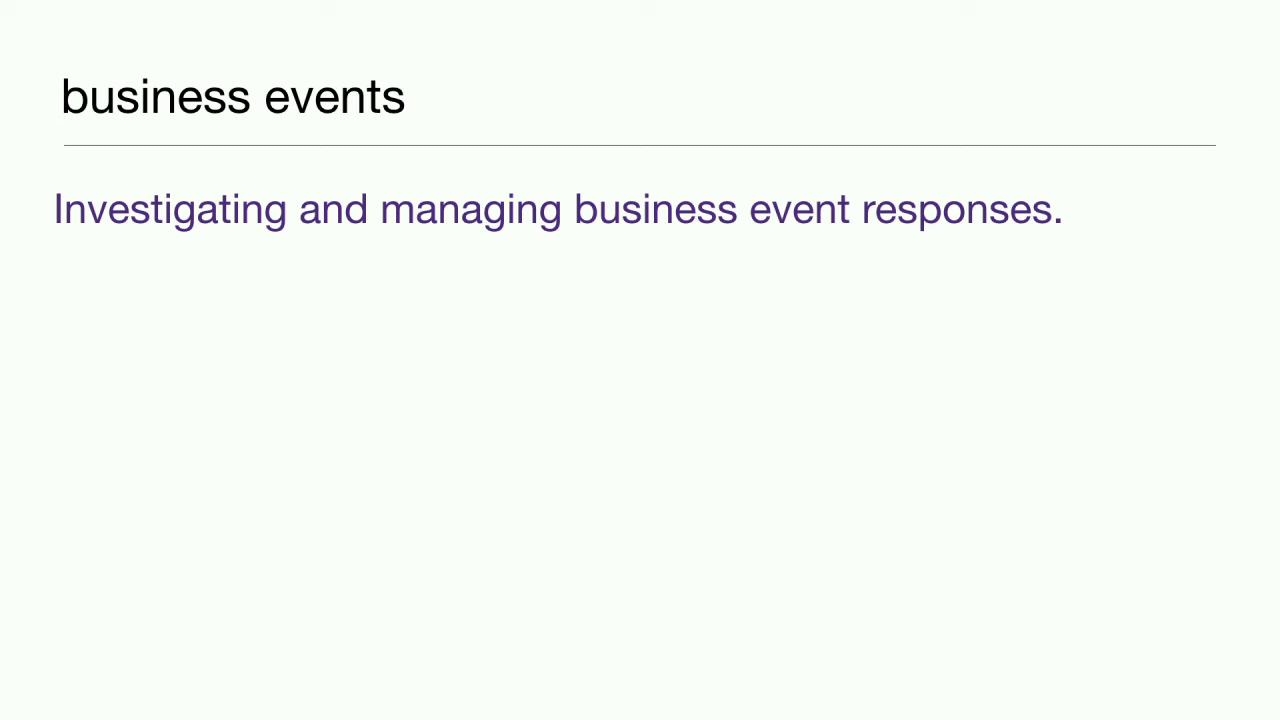 business events
Investigating and managing business event responses.